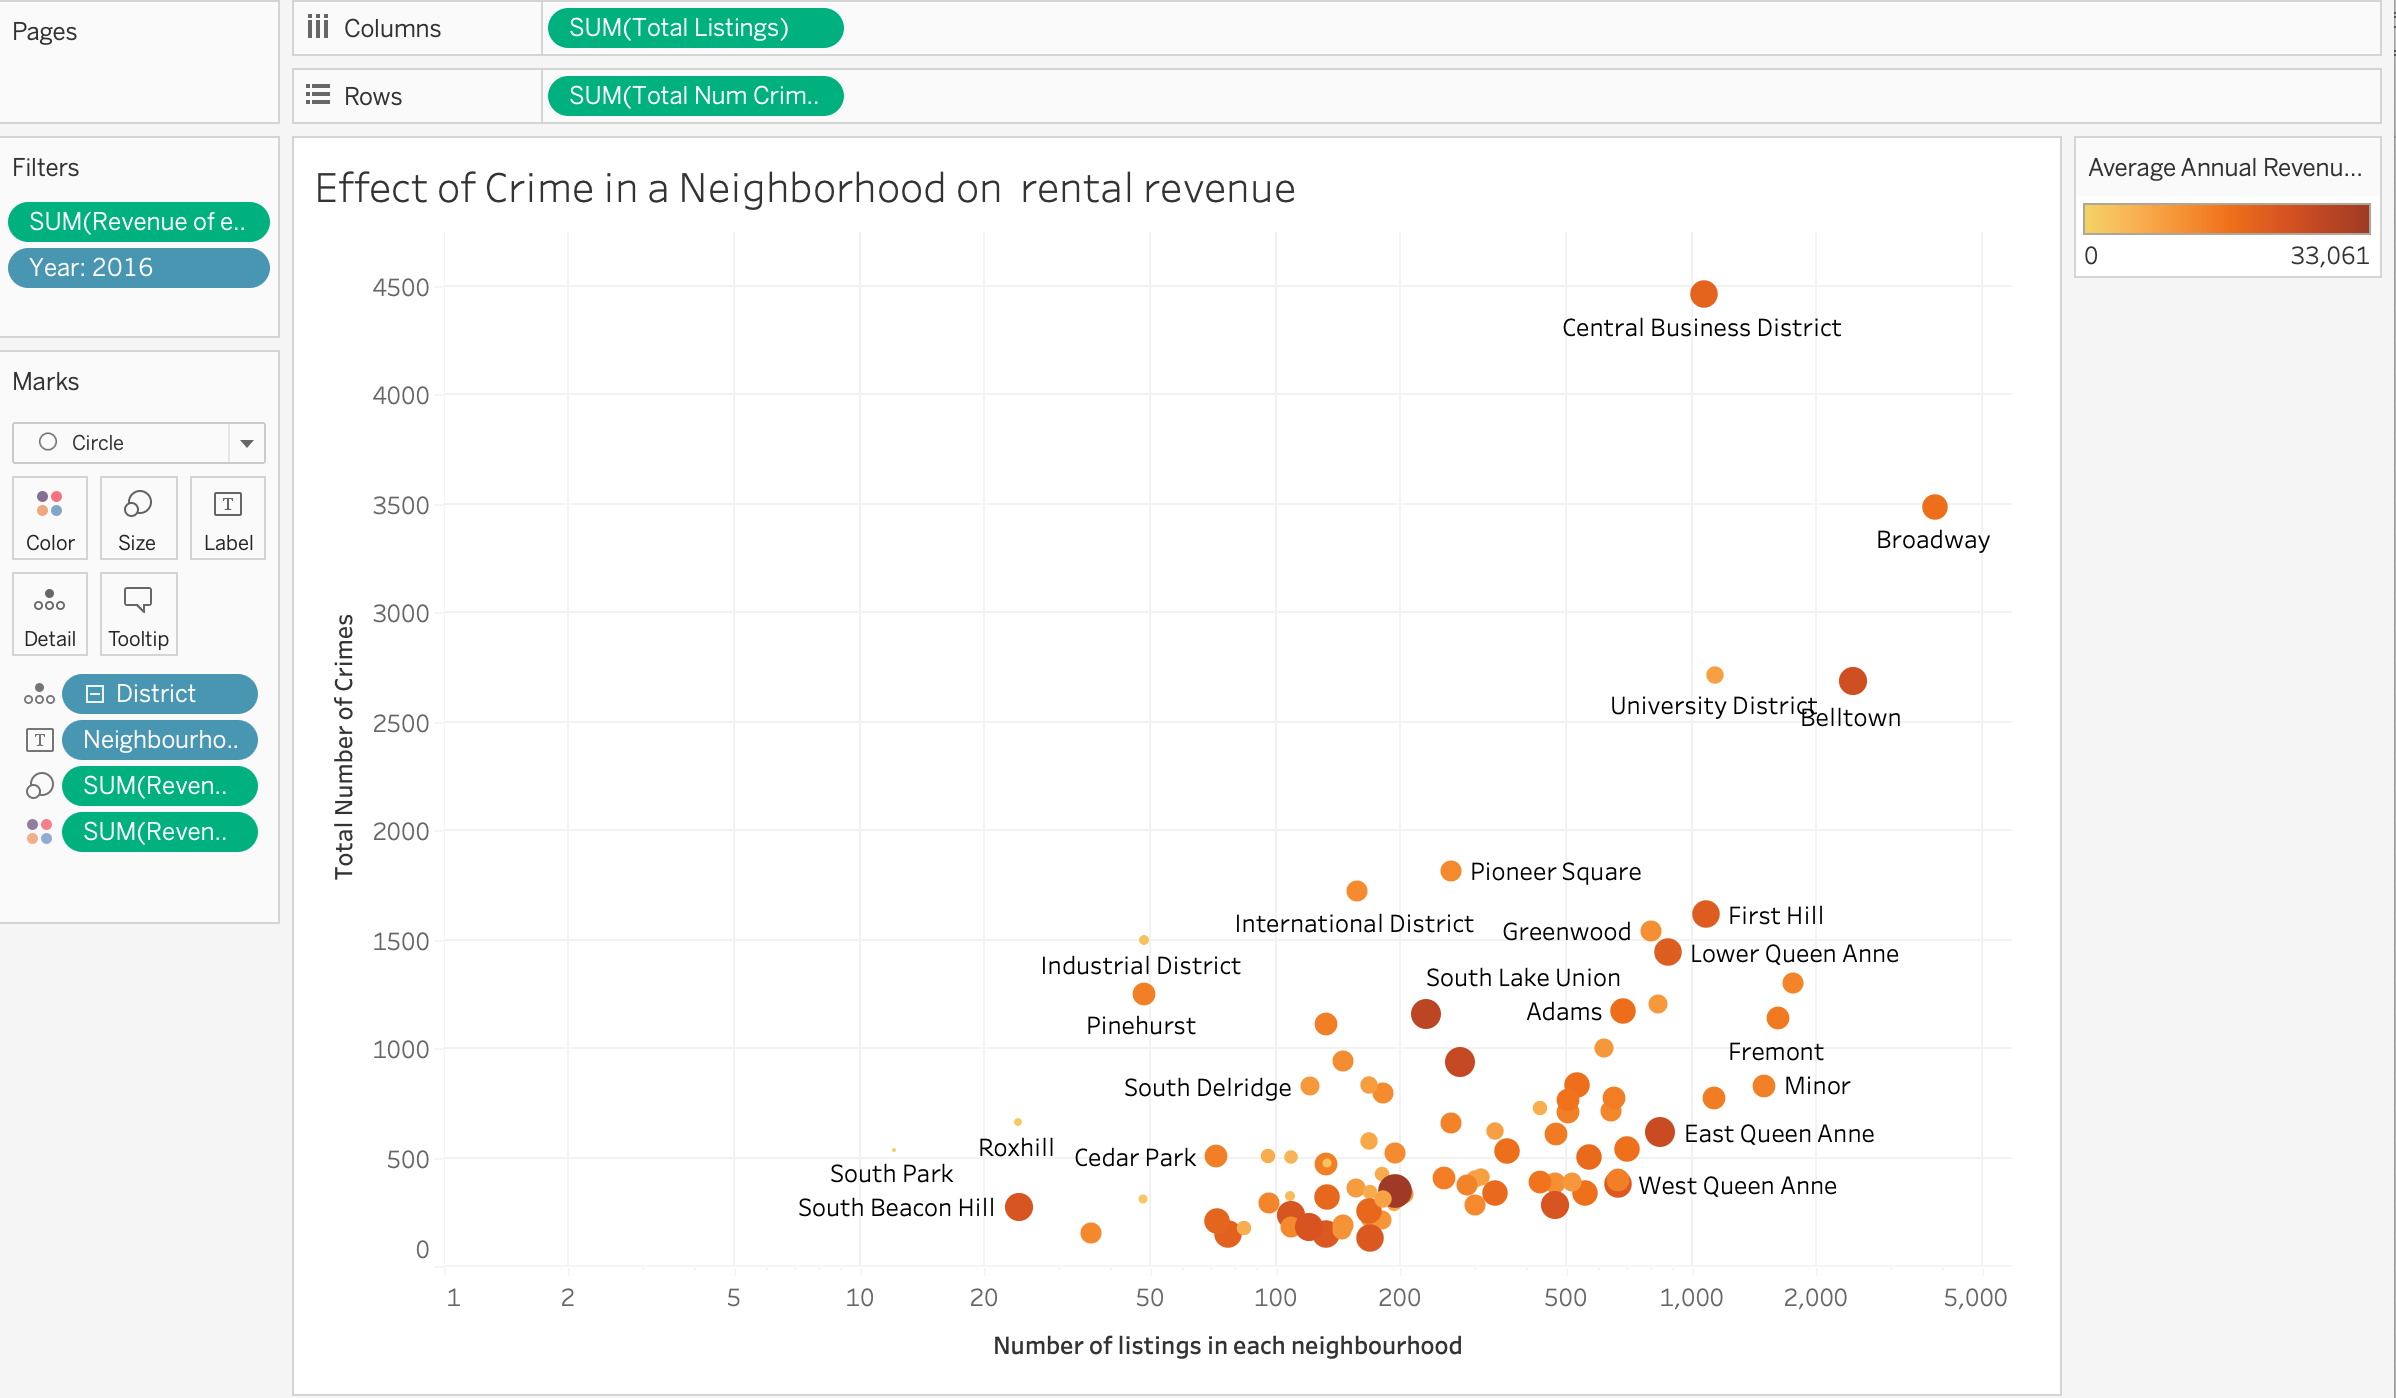 Pages
Columns
SUM(Total Listings)
Rows
SUM(Total Num Crim..
Filters
SUM(Revenue of e..
Year: 2016
Marks
Circle
Color
Size
T
Label
Detail
Tooltip
District
T
Neighbourho..
SUM(Reven..
SUM(Reven..
Effect of Crime in a Neighborhood on rental revenue
Total Number of Crimes
4500
4000
3500
3000
2500
2000
1500
1000
500
0
Central Business District
Broadway
University District
Belltown
Pioneer Square
International District
First Hill
Greenwood
Lower Queen Anne
Industrial District
South Lake Union
Adams
Pinehurst
Fremont
South Delridge
Minor
East Queen Anne
Roxhill
Cedar Park
South Park
West Queen Anne
South Beacon Hill
1
2
5
10
20
50
100
200
500
1,000
2,000
5,000
Number of listings in each neighbourhood
Average Annual Revenu...
0
33,061